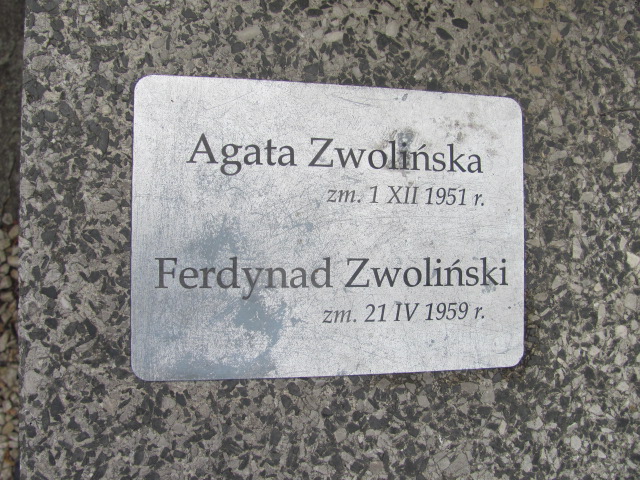 Agata Zwolińska
zm. 1 XII 1951 r.
Ferdynad Zwoliński
zm. 21 IV 1959 r.